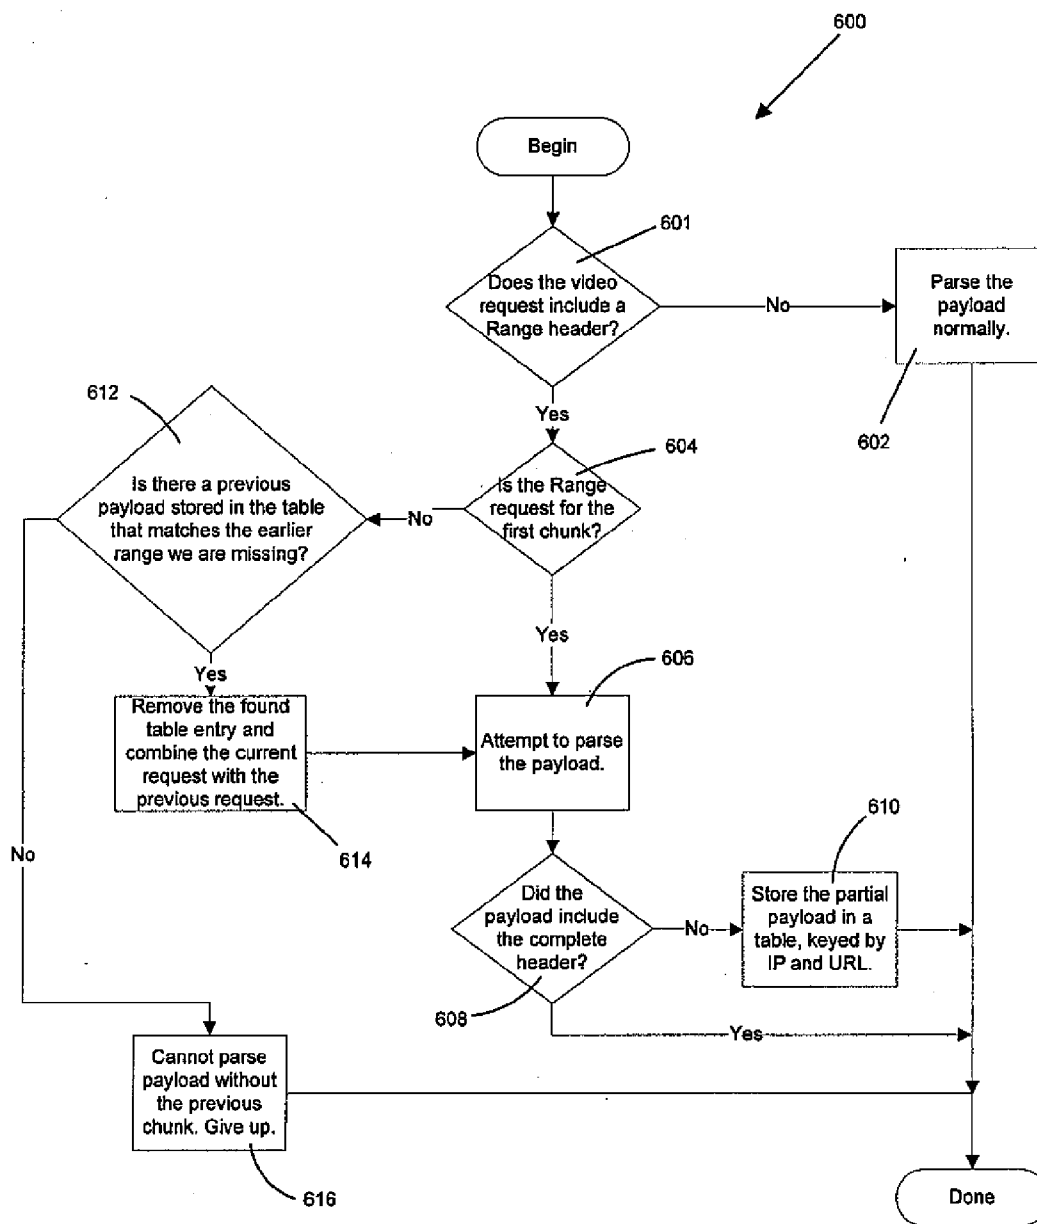 600
Begin
601
Does the video
request include a
Range header?
No
Parse the
payload
normally.
602
Yes
612
604
Is there a previous
payload stored in the table
that matches the earlier
range we are missing?
No
Is the Range
request for the
first chunk?
Yes
Yes
606
Remove the found
table entry and
combine the current
request with the
previous request.
614
Attempt to parse
the payload.
610
No
Did the
payload include
the complete
header?
608
No
Store the partial
payload in a
table, keyed by
IP and URL.
Yes
Cannot parse
payload without
the previous
chunk. Give up.
616
Done